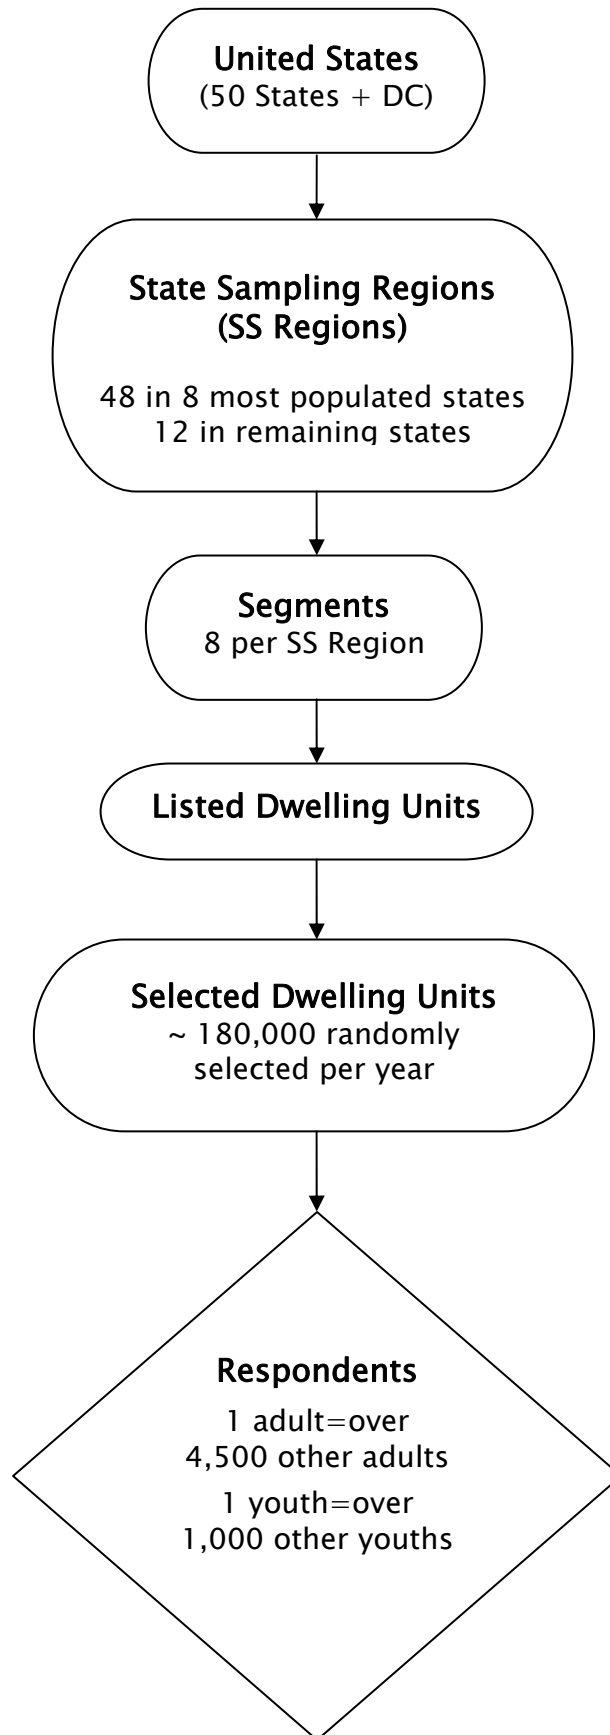 United States
(50 States + DC)
State Sampling Regions
(SS Regions)
48 in 8 most populated states
12 in remaining states
Segments
8 per SS Region
Listed Dwelling Units
Selected Dwelling Units
~ 180,000 randomly
selected per year
Respondents
1 adult=over
4,500 other adults
1 youth=over
1,000 other youths